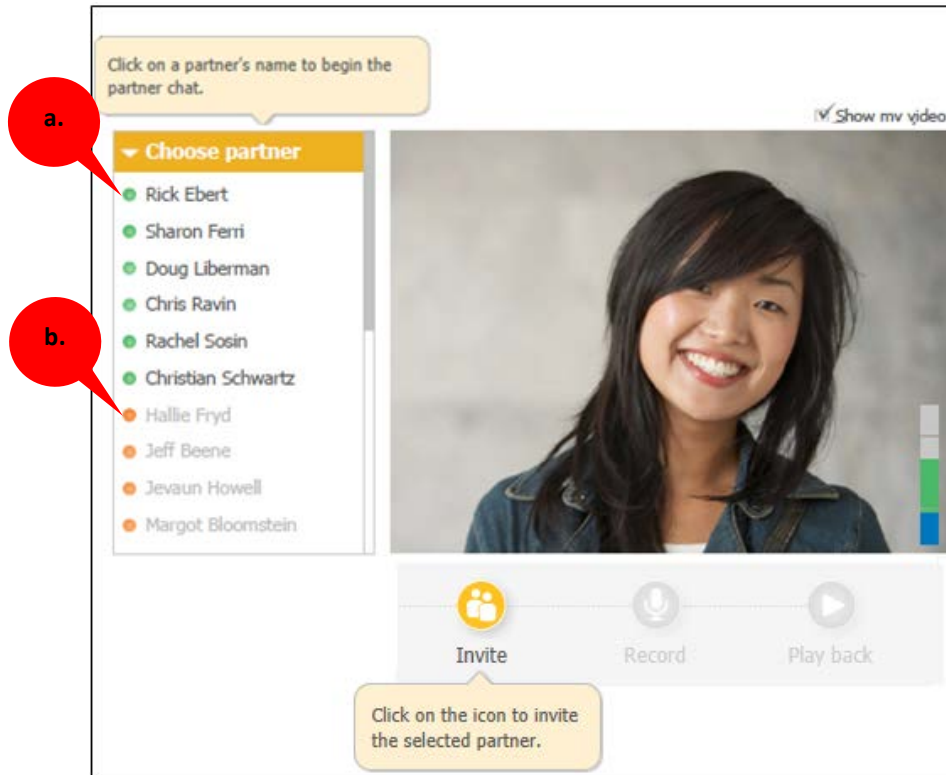 Click on a partner's name to begin the
partner chat.
a.
Show my video
Choose partner
Rick Ebert
Sharon Ferri
Doug Liberman
Chris Ravin
Rachel Sosin
b.
Christian Schwartz
Hallie Fryd
Jeff Beene
Jevaun Howell
Margot Bloomstein
Invite
Record
Play back
Click on the icon to invite
the selected partner.